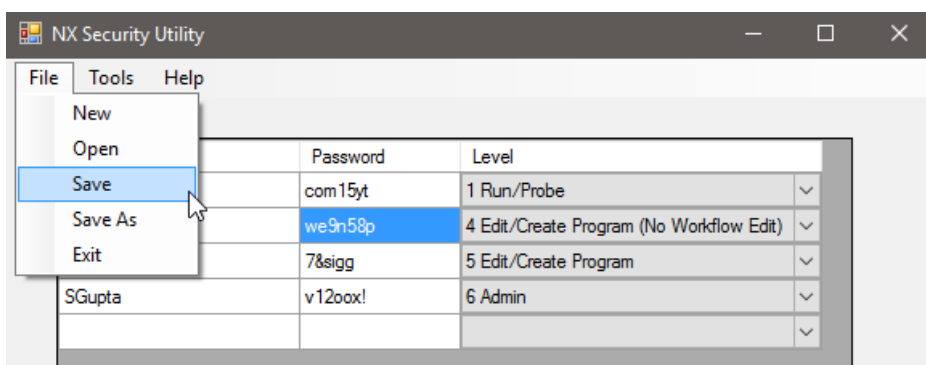 NX Security Utility
File Tools Help
New
Open
Save
Save As
Exit
Password Level
com15yt 1 Run/Probe
we9n58p 4 Edit/Create Program (No Workflow Edit)
7&sigg 5 Edit/Create Program
SGupta v12oox! 6 Admin